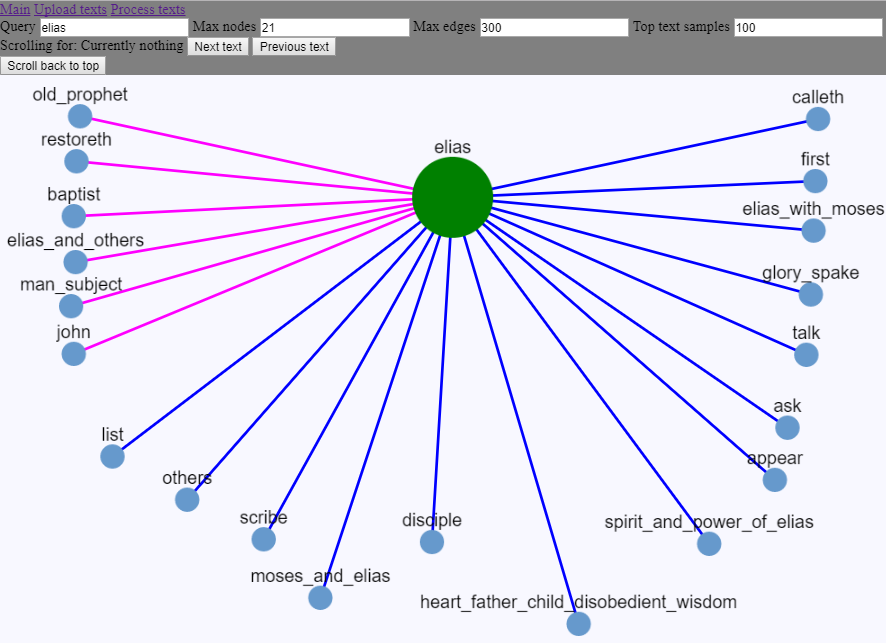 Main Upload texts Process texts
Query elias Max nodes 21 Max edges 300 Top text samples 100
Scrolling for: Currently nothing Next text Previous text
Scroll back to top
old_prophet
calleth
restoreth
elias
first
baptist
elias_with_moses
elias_and_others
man_subject
glory_spake
john
talk
ask
list
appear
others
scribe
disciple
spirit_and_power_of_elias
moses_and_elias
heart_father_child_disobedient_wisdom